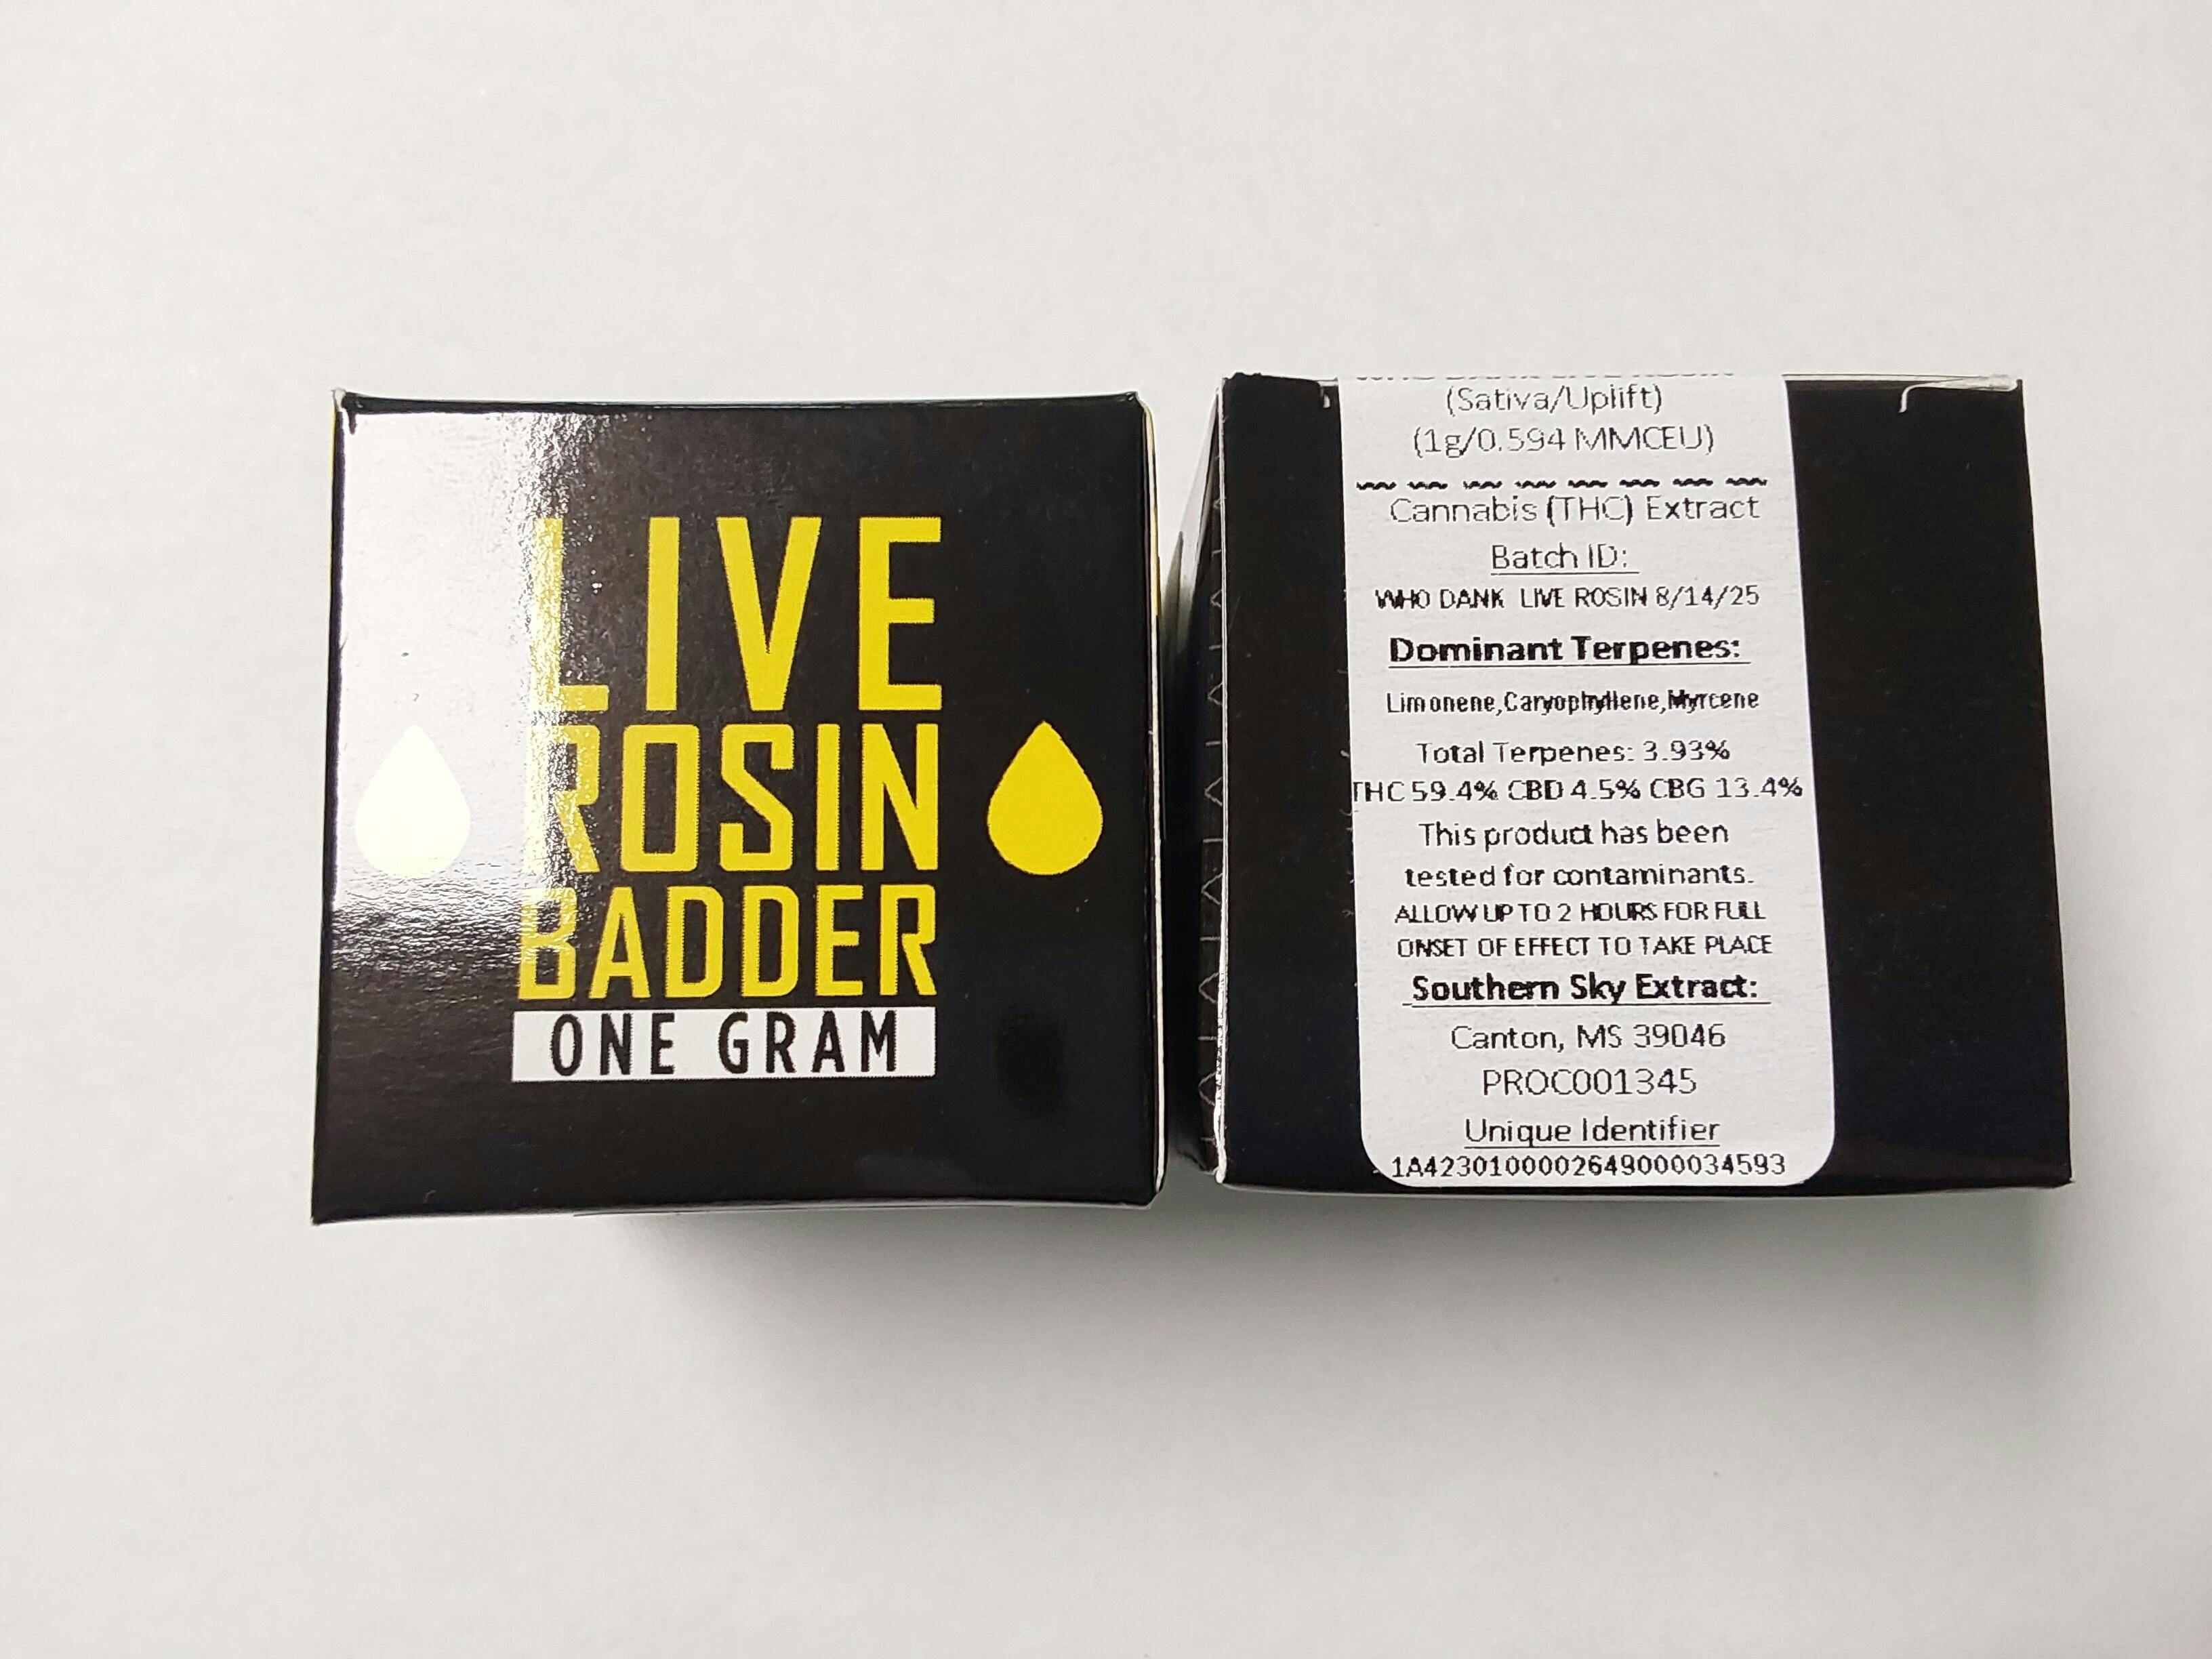 LIVE
ROSIN
BADDER
ONE GRAM
(Sativa/Uplift)
(1g/0.594 MMCEU)
Cannabis (THC) Extract
Batch ID:
WHO DANK LIVE ROSIN 8/14/25
Dominant Terpenes:
Limonene,Caryophyllene,Myrcene
Total Terpenes: 3.93%
THC 59.4% CBD 4.5% CBG 13.4%
This product has been
tested for contaminants.
ALLOW UP TO 2 HOURS FOR FULL
ONSET OF EFFECT TO TAKE PLACE
Southern Sky Extract:
Canton, MS 39046
PROC001345
Unique Identifier
1A4230100002649000034593